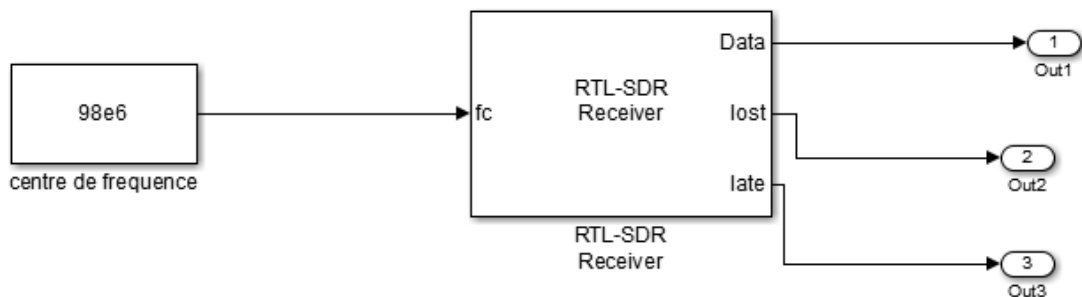 98e6
centre de frequence
fc
RTL-SDR
Receiver
Data
lost
late
RTL-SDR
Receiver
1
Out1
2
Out2
3
Out3